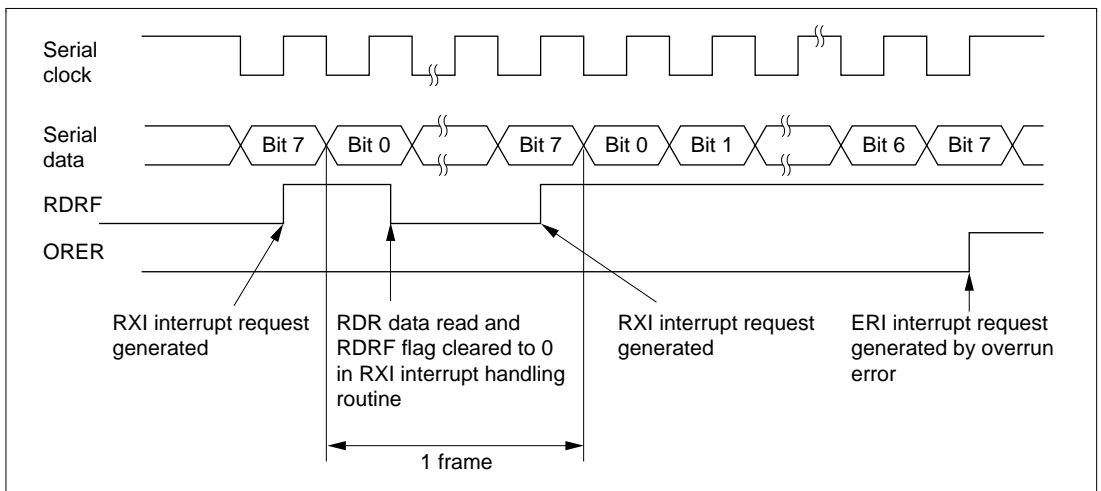 Serial
clock
Serial
data
Bit 7 Bit 0 Bit 7 Bit 0 Bit 1 Bit 6 Bit 7
RDRF
ORER
RXI interrupt request
generated
RDR data read and
RDRF flag cleared to 0
in RXI interrupt handling
routine
RXI interrupt request
generated
ERI interrupt request
generated by overrun
error
1 frame